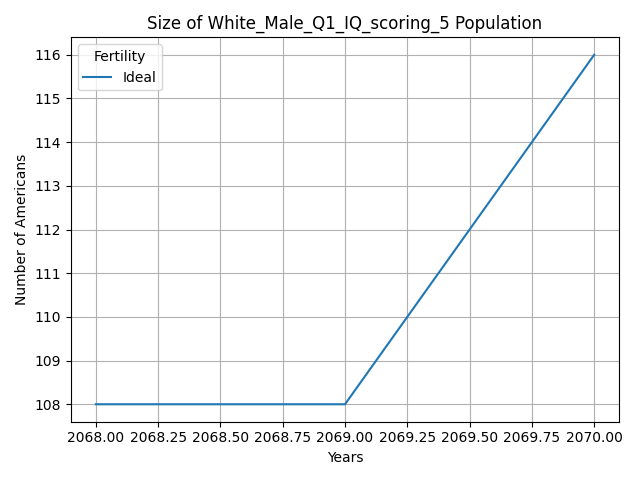 Size of White_Male_Q1_IQ_scoring_5 Population
Fertility
Ideal
116
115
114
113
112
111
110
109
108
Number of Americans
2068.00 2068.25 2068.50 2068.75 2069.00 2069.25 2069.50 2069.75 2070.00
Years